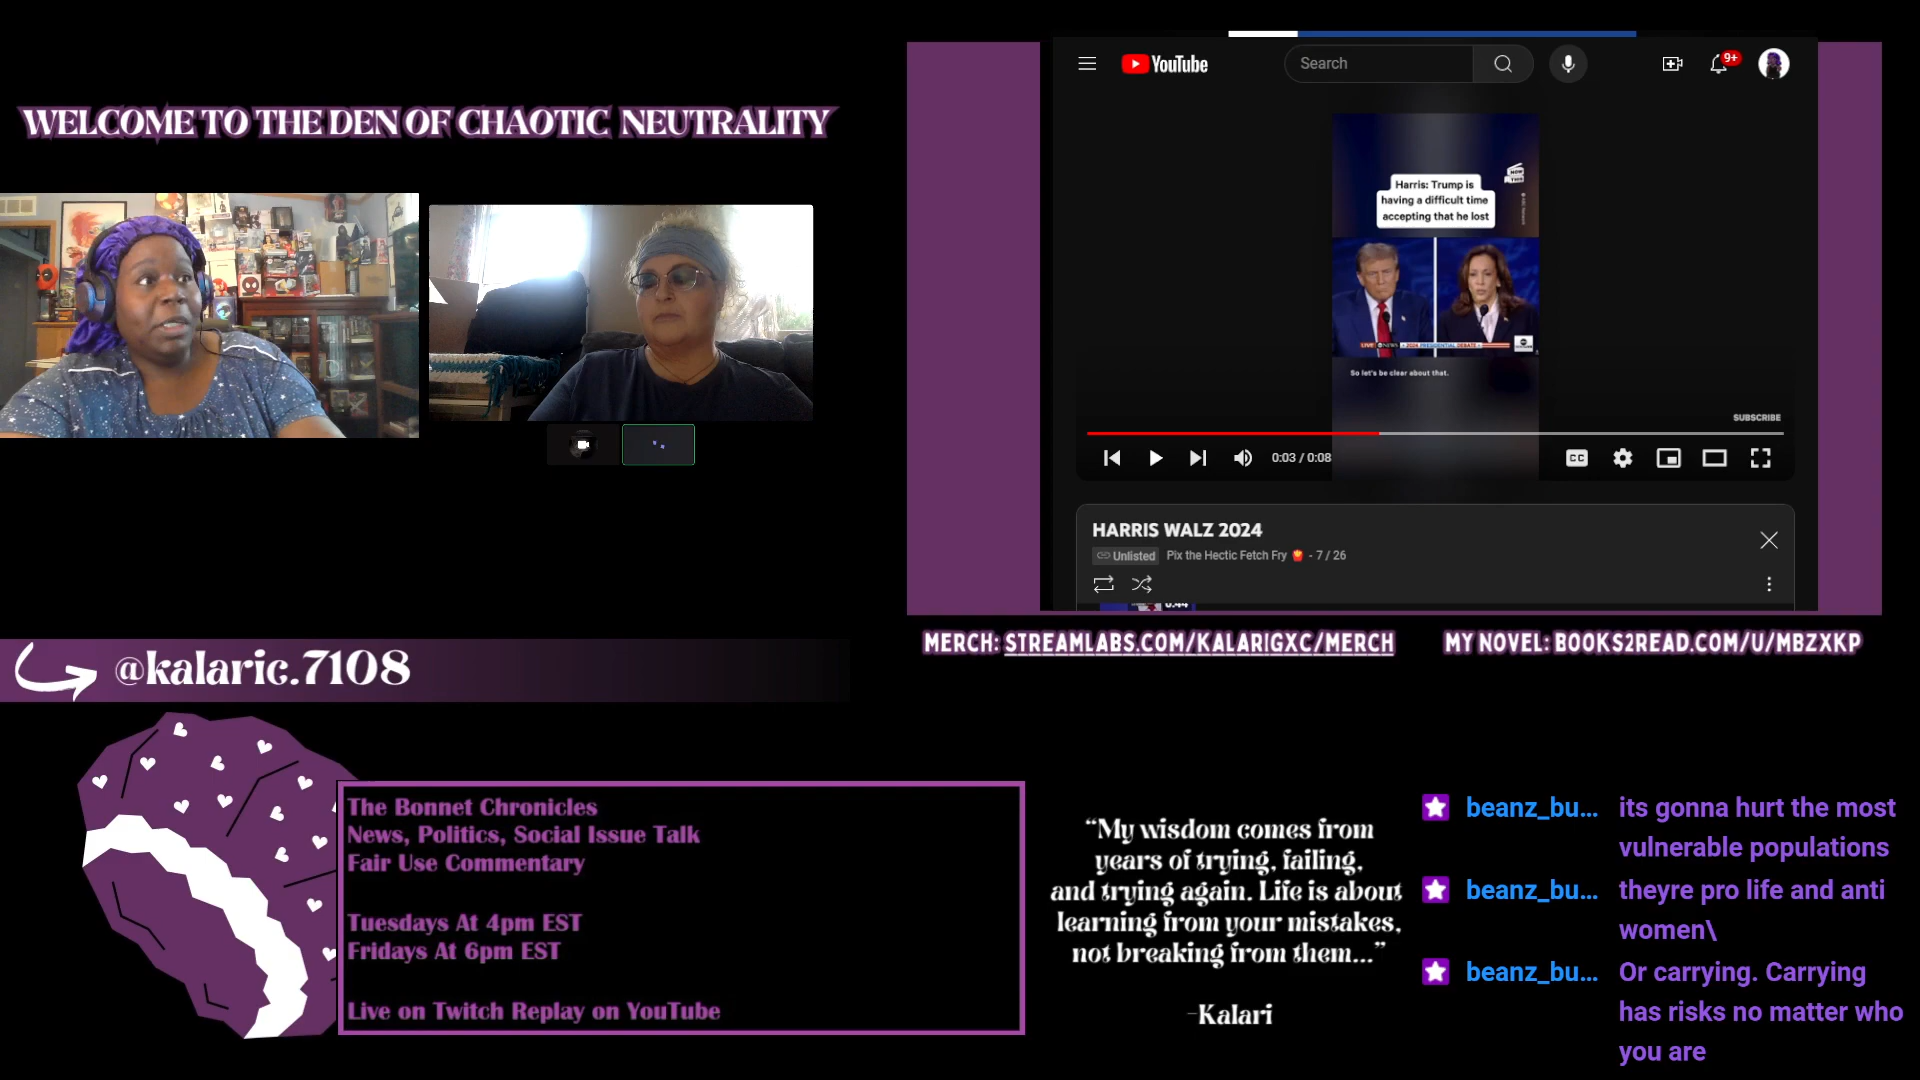 WELCOME TO THE DEN OF CHAOTIC NEUTRALITY
YouTube
Search
9+
Harris: Trump is
having a difficult time
accepting that he lost
LIVE
2024 PRESIDENTIAL DEBATE
So let's be clear about that.
SUBSCRIBE
0:03 / 0:08
CC
HARRIS WALZ 2024
Unlisted Pix the Hectic Fetch Fry 🍟 - 7 / 26
MERCH: STREAMLABS.COM/KALARIGXC/MERCH
MY NOVEL: BOOKS2READ.COM/U/MBZXKP
@kalaric.7108
The Bonnet Chronicles
News, Politics, Social Issue Talk
Fair Use Commentary
Tuesdays At 4pm EST
Fridays At 6pm EST
Live on Twitch Replay on YouTube
“My wisdom comes from
years of trying, failing,
and trying again. Life is about
learning from your mistakes,
not breaking from them...”
-Kalari
beanz_bu... its gonna hurt the most
vulnerable populations
beanz_bu... theyre pro life and anti
women\
beanz_bu... Or carrying. Carrying
has risks no matter who
you are